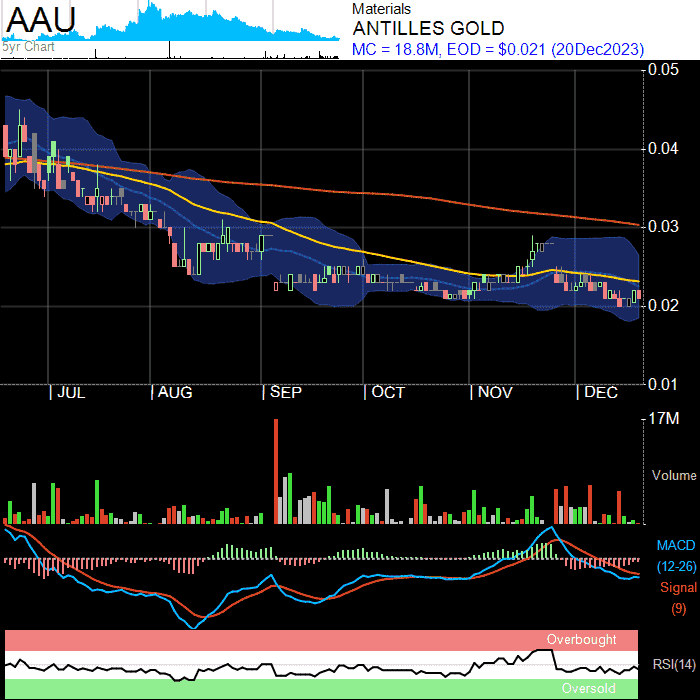 AAU
5yr Chart
Materials
ANTILLES GOLD
MC = 18.8M, EOD = $0.021 (20Dec2023)
0.05
0.04
0.03
0.02
0.01
| JUL | AUG | SEP | OCT | NOV | DEC
17M
Volume
MACD
(12-26)
Signal
(9)
Overbought
RSI(14)
Oversold